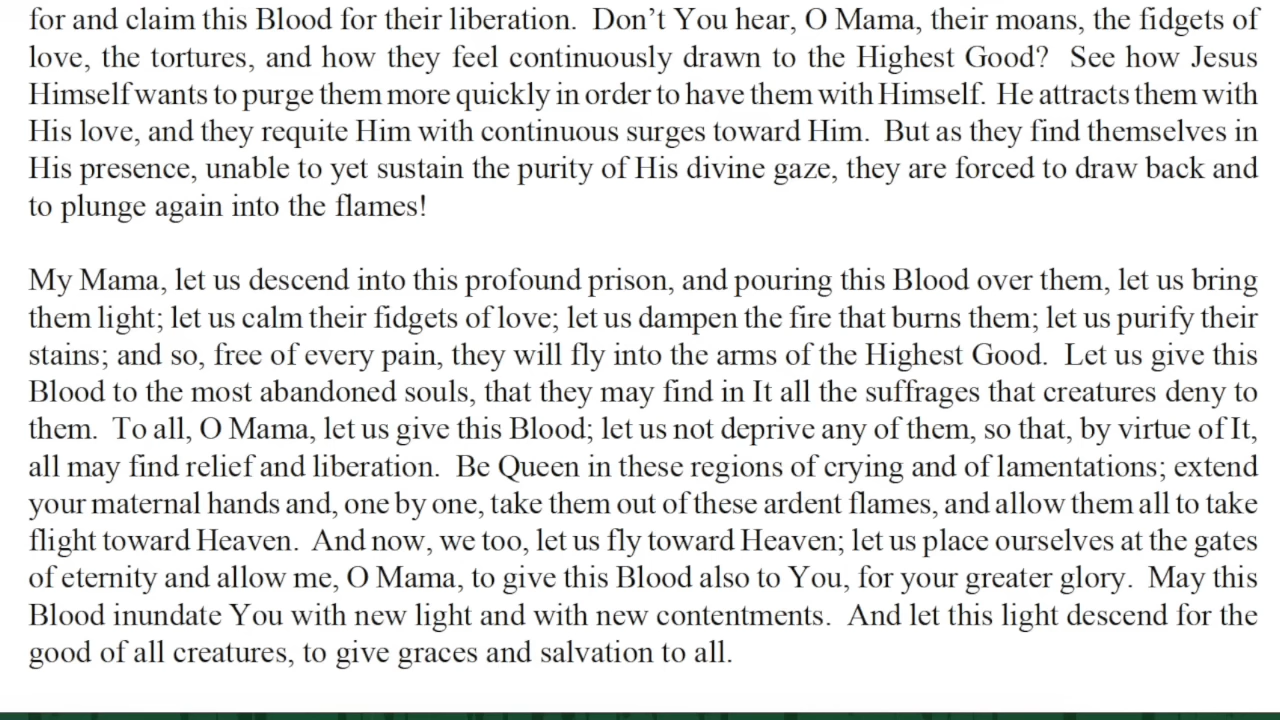 for and claim this Blood for their liberation.  Don’t You hear, O Mama, their moans, the fidgets of
love, the tortures, and how they feel continuously drawn to the Highest Good?  See how Jesus
Himself wants to purge them more quickly in order to have them with Himself.  He attracts them with
His love, and they requite Him with continuous surges toward Him.  But as they find themselves in
His presence, unable to yet sustain the purity of His divine gaze, they are forced to draw back and
to plunge again into the flames!
My Mama, let us descend into this profound prison, and pouring this Blood over them, let us bring
them light; let us calm their fidgets of love; let us dampen the fire that burns them; let us purify their
stains; and so, free of every pain, they will fly into the arms of the Highest Good.  Let us give this
Blood to the most abandoned souls, that they may find in It all the suffrages that creatures deny to
them.  To all, O Mama, let us give this Blood; let us not deprive any of them, so that, by virtue of It,
all may find relief and liberation.  Be Queen in these regions of crying and of lamentations; extend
your maternal hands and, one by one, take them out of these ardent flames, and allow them all to take
flight toward Heaven.  And now, we too, let us fly toward Heaven; let us place ourselves at the gates
of eternity and allow me, O Mama, to give this Blood also to You, for your greater glory.  May this
Blood inundate You with new light and with new contentments.  And let this light descend for the
good of all creatures, to give graces and salvation to all.